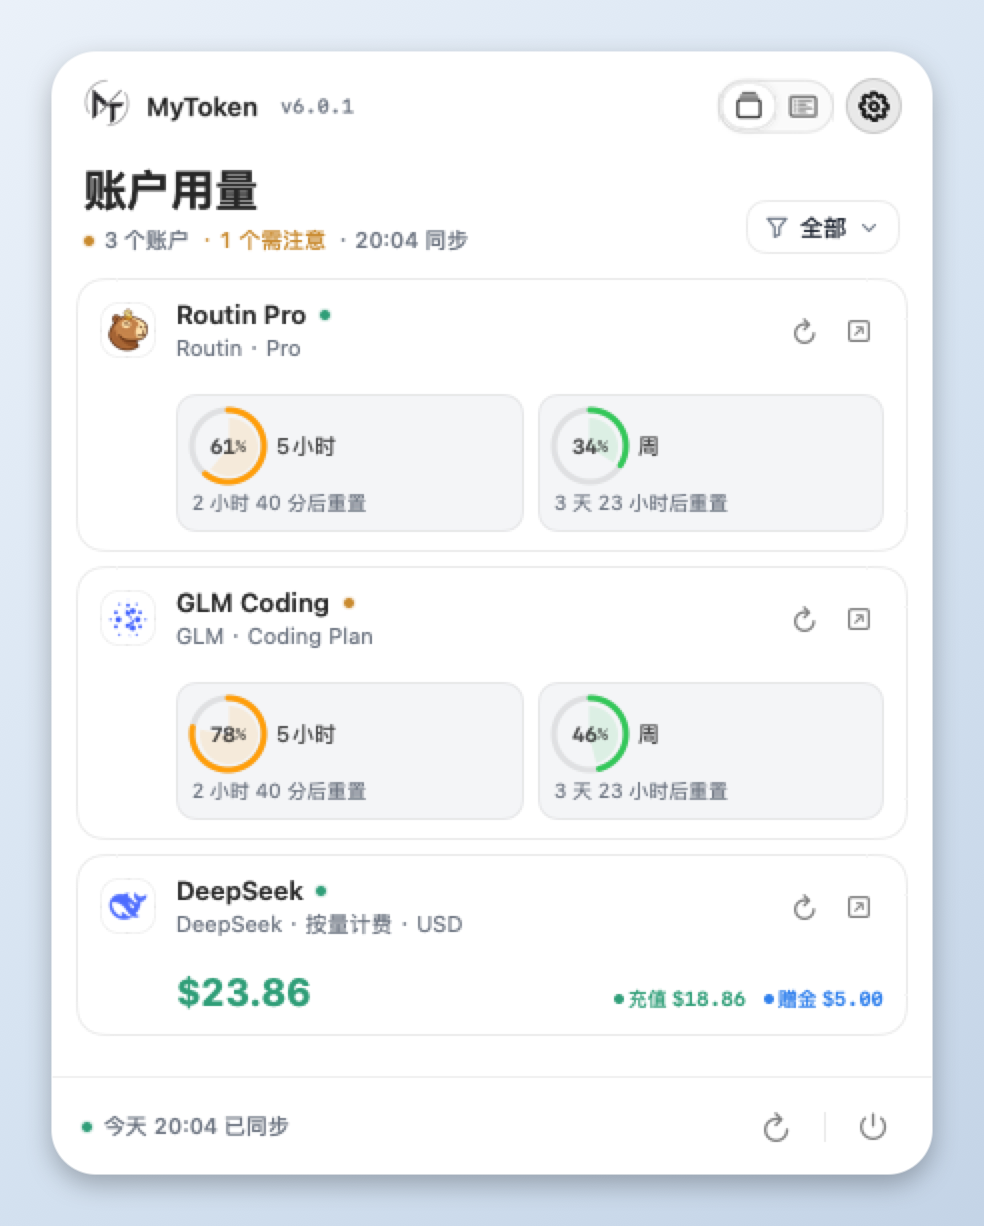 MyToken v6.0.1
账户用量
3 个账户 · 1 个需注意 · 20:04 同步
全部
Routin Pro
Routin · Pro
61% 5小时
2 小时 40 分后重置
34% 周
3 天 23 小时后重置
GLM Coding
GLM · Coding Plan
78% 5小时
2 小时 40 分后重置
46% 周
3 天 23 小时后重置
DeepSeek
DeepSeek · 按量计费 · USD
$23.86
充值 $18.86 赠金 $5.00
今天 20:04 已同步